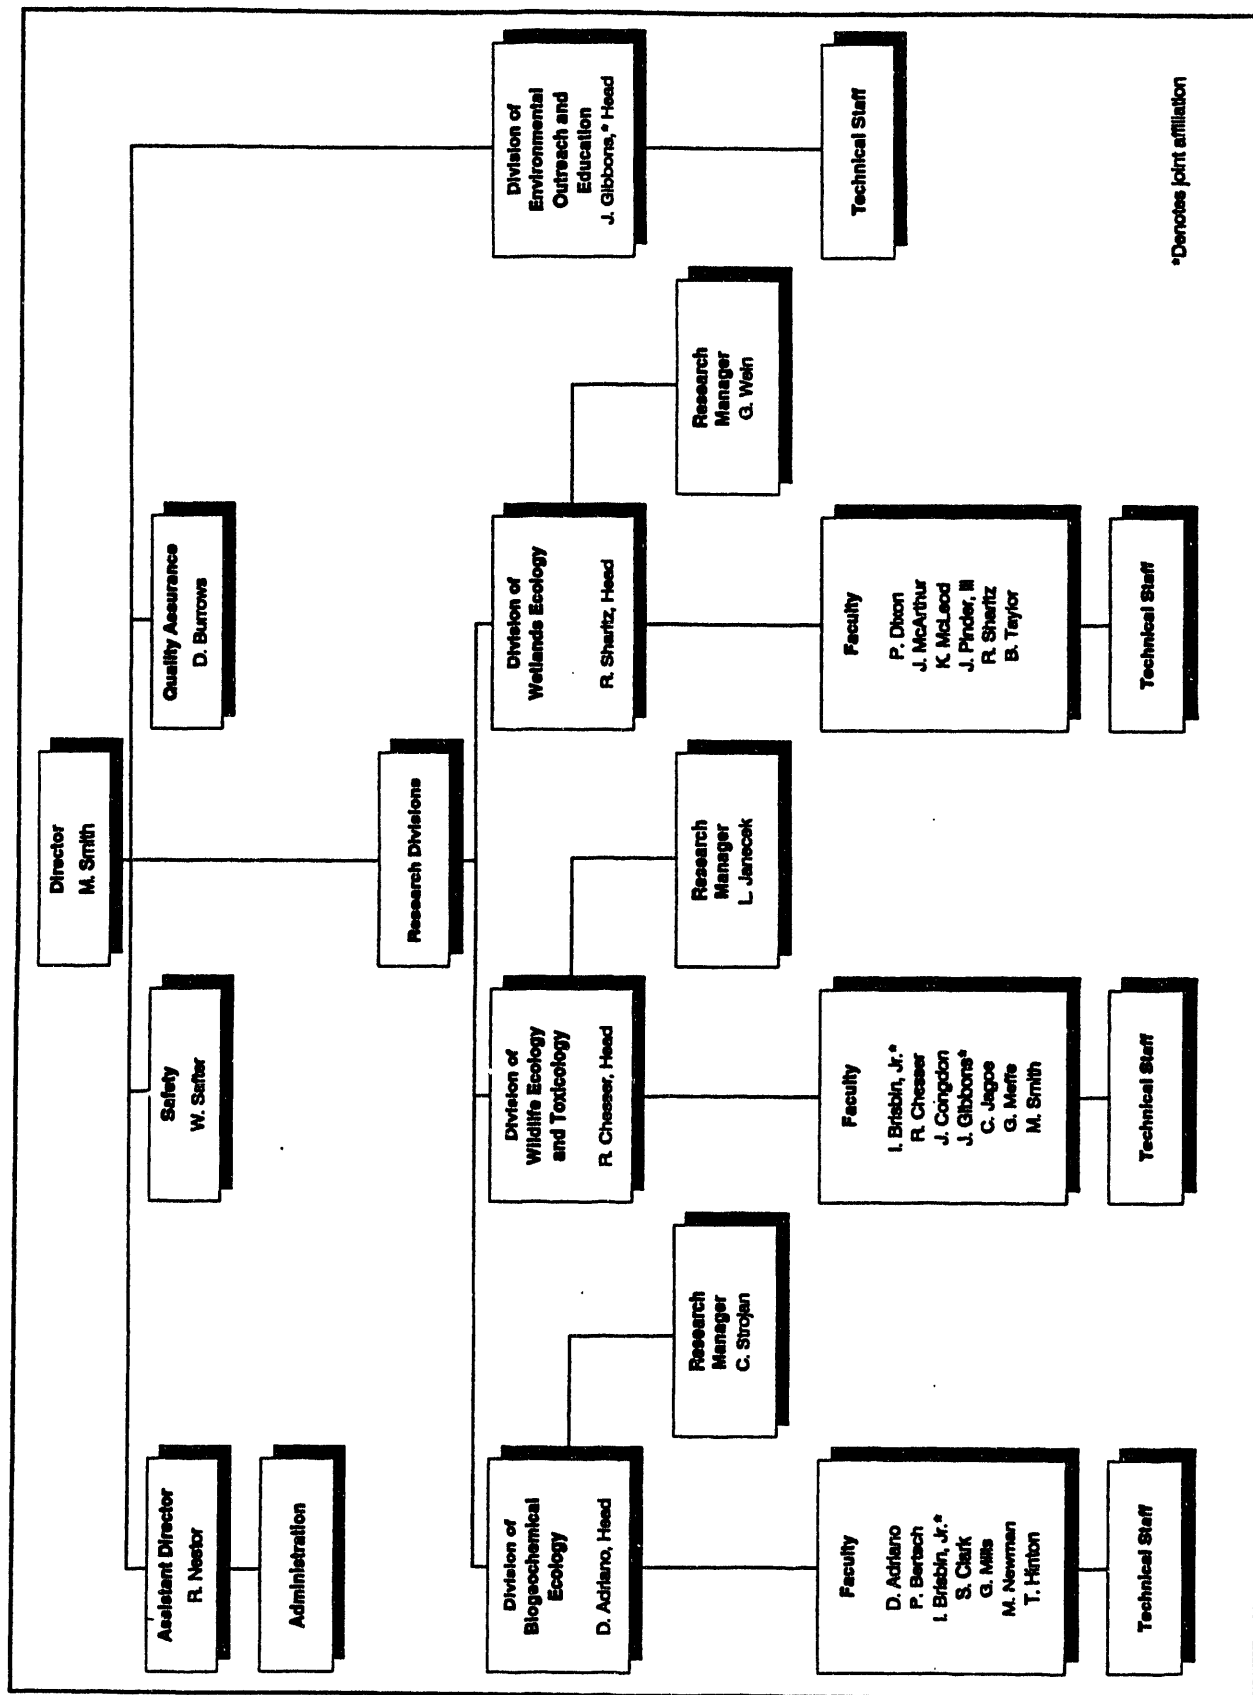 Director
M. Smith
Assistant Director
R. Nestor
Administration
Safety
W. Safter
Quality Assurance
D. Burrows
Research Divisions
Division of
Biogeochemical
Ecology
D. Adriano, Head
Division of
Wildlife Ecology
and Toxicology
R. Chesser, Head
Division of
Wetlands Ecology
R. Sharitz, Head
Division of
Environmental
Outreach and
Education
J. Gibbons,* Head
Research
Manager
C. Strojan
Research
Manager
L. Janecek
Research
Manager
G. Wein
Faculty
D. Adriano
P. Bertsch
I. Brisbin, Jr.*
S. Clark
G. Mills
M. Newman
T. Hinton
Faculty
I. Brisbin, Jr.*
R. Chesser
J. Congdon
J. Gibbons*
C. Jagoe
G. Meffe
M. Smith
Faculty
P. Dixon
J. McArthur
K. McLeod
J. Pinder, III
R. Sharitz
B. Taylor
Technical Staff
Technical Staff
Technical Staff
Technical Staff
*Denotes joint affiliation